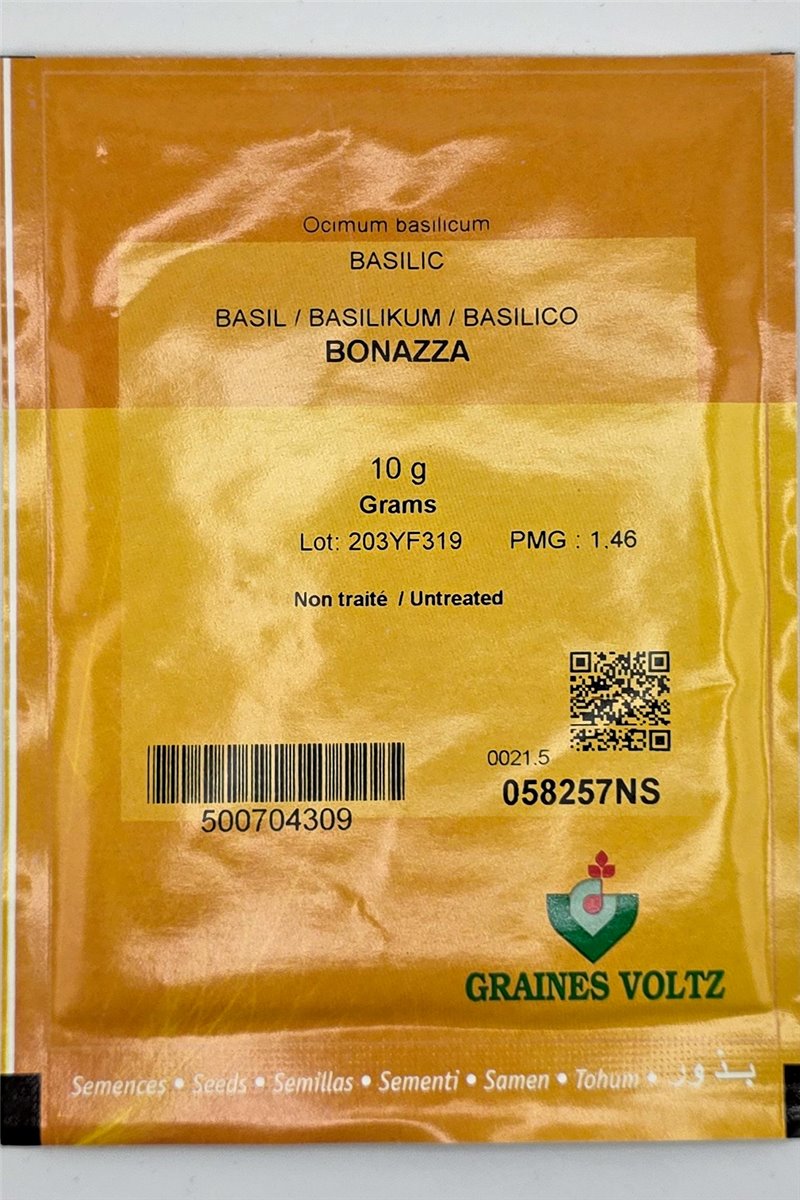 Ocimum basilicum
BASILIC
BASIL / BASILIKUM / BASILICO
BONAZZA
10 g
Grams
Lot: 203YF319 PMG : 1.46
Non traité / Untreated
0021.5
058257NS
500704309
GRAINES VOLTZ
Semences • Seeds • Semillas • Sementi • Samen • Tohum • بذور